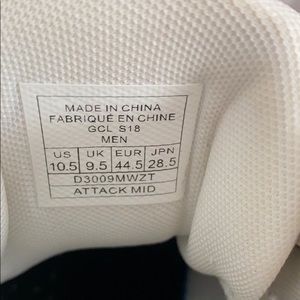 MADE IN CHINA
FABRIQUÉ EN CHINE
GCL S18
MEN
US UK EUR JPN
10.5 9.5 44.5 28.5
D3009MWZT
ATTACK MID